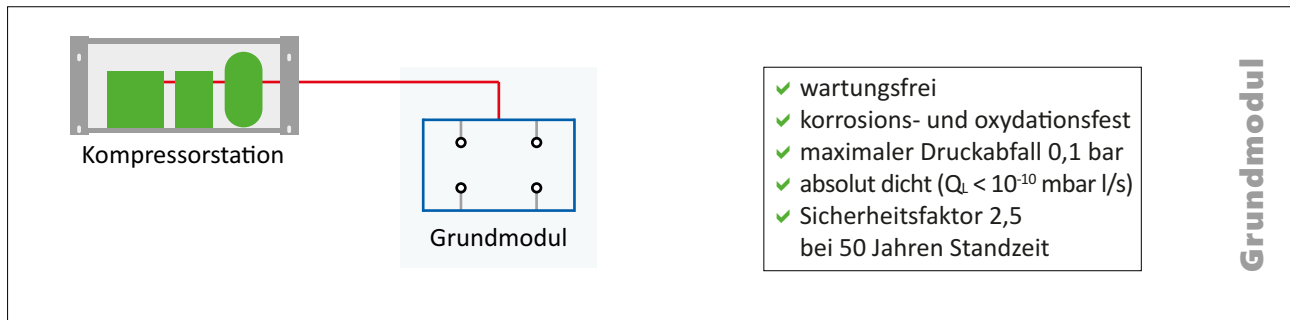 Kompressorstation
Grundmodul
wartungsfrei
korrosions- und oxydationsfest
maximaler Druckabfall 0,1 bar
absolut dicht (Q_L < 10⁻¹⁰ mbar l/s)
Sicherheitsfaktor 2,5
bei 50 Jahren Standzeit
Grundmodul